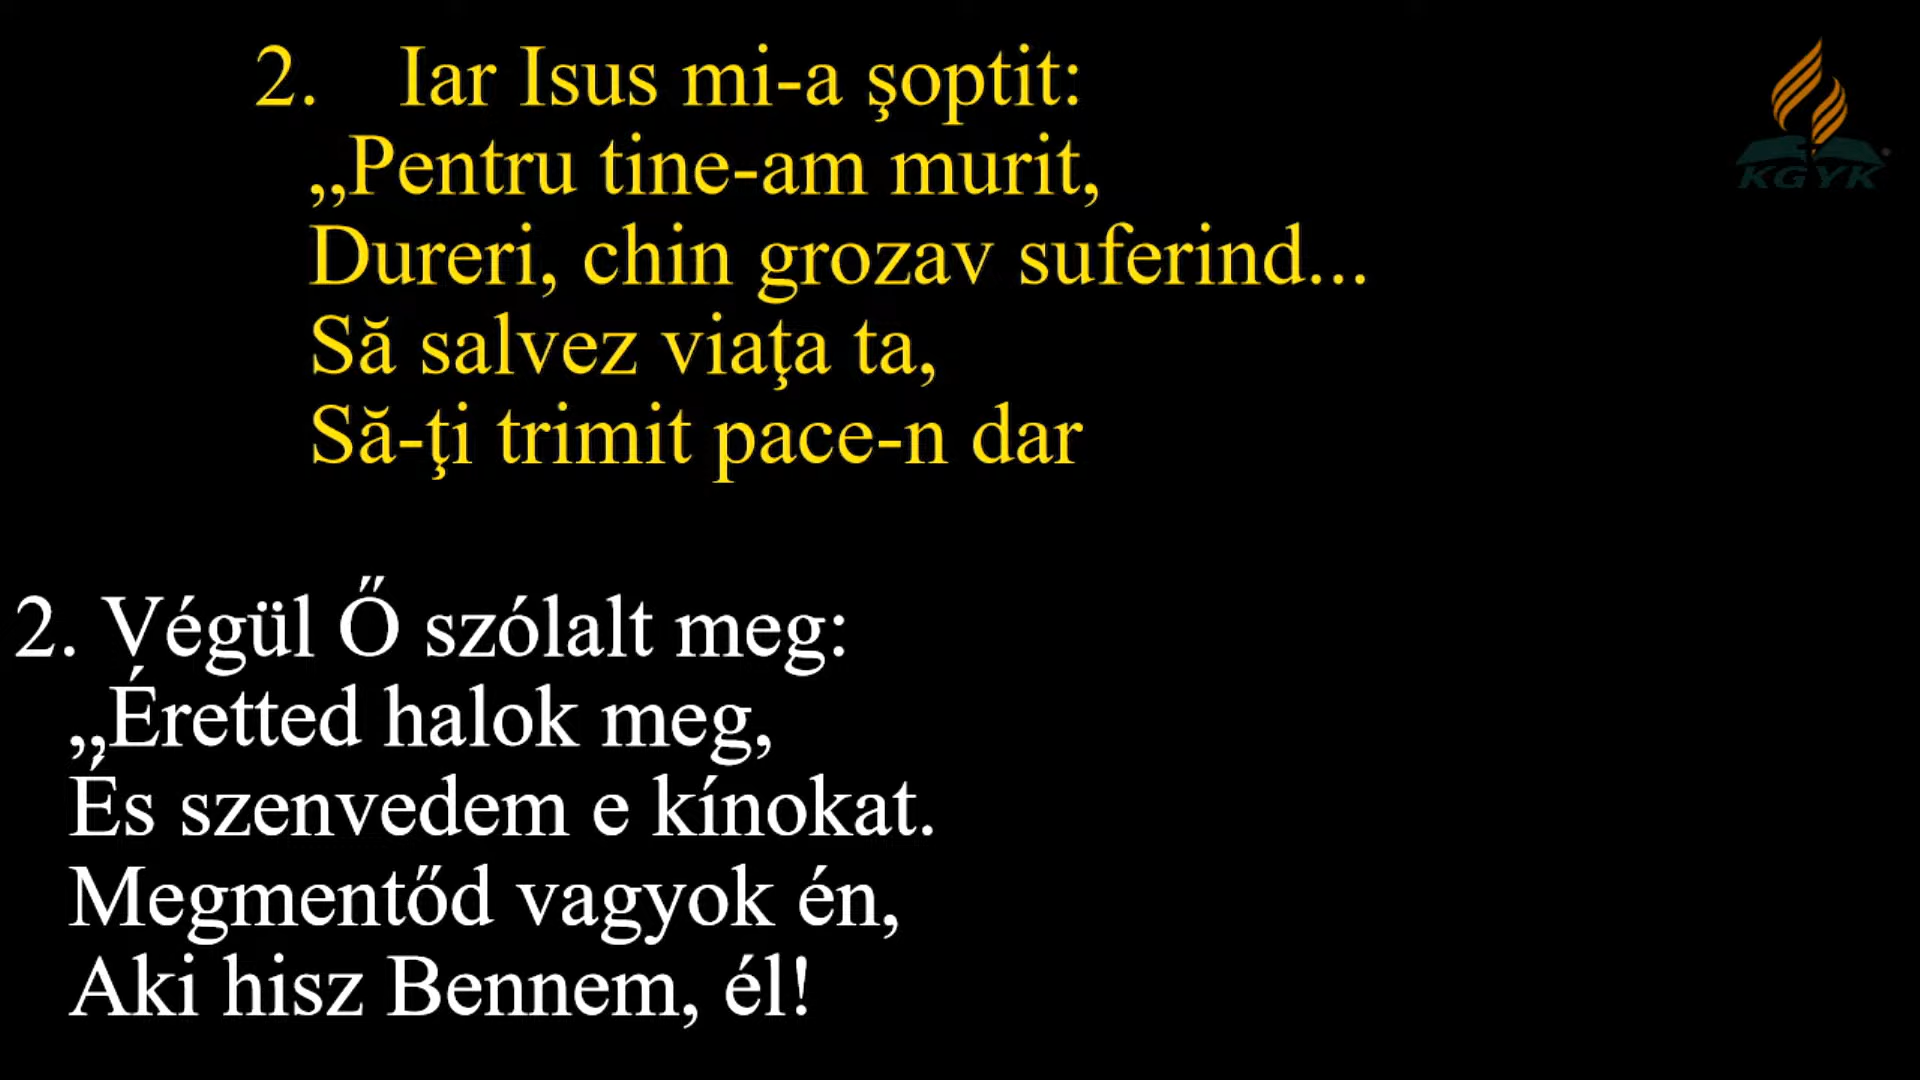 2. Iar Isus mi-a şoptit:
„Pentru tine-am murit,
Dureri, chin grozav suferind...
Să salvez viaţa ta,
Să-ţi trimit pace-n dar
KGYK
2. Végül Ő szólalt meg:
„Éretted halok meg,
És szenvedem e kínokat.
Megmentőd vagyok én,
Aki hisz Bennem, él!